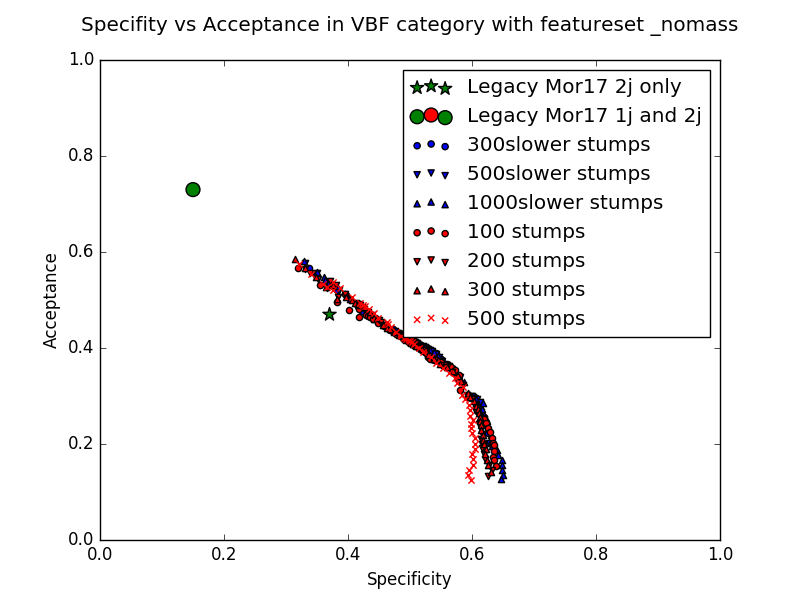 Specifity vs Acceptance in VBF category with featureset _nomass
1.0
0.8
0.6
0.4
0.2
0.0
Acceptance
Legacy Mor17 2j only
Legacy Mor17 1j and 2j
300slower stumps
500slower stumps
1000slower stumps
100 stumps
200 stumps
300 stumps
500 stumps
0.0 0.2 0.4 0.6 0.8 1.0
Specificity